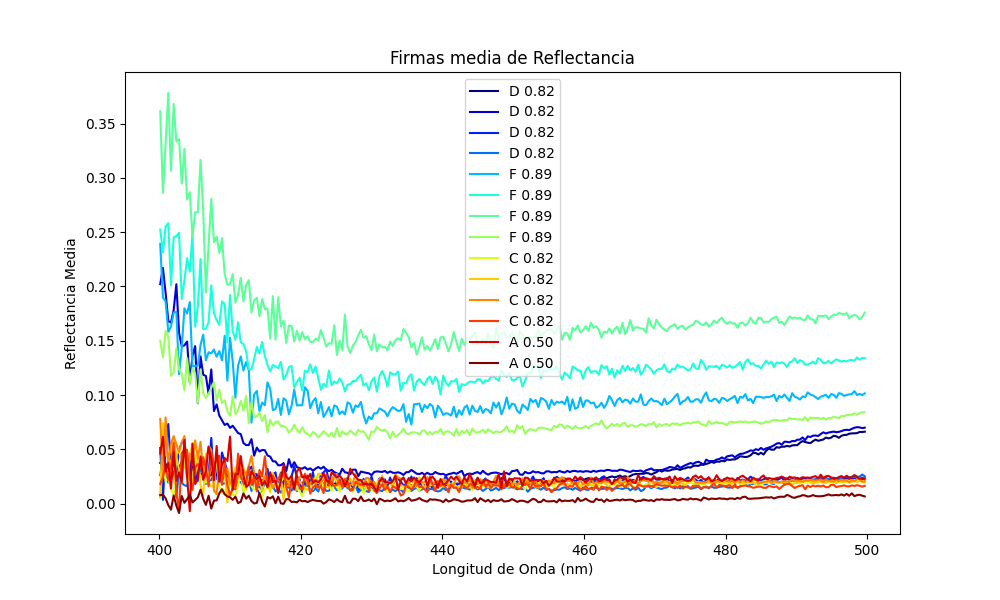 Firmas media de Reflectancia
Reflectancia Media
0.35
0.30
0.25
0.20
0.15
0.10
0.05
0.00
D 0.82
D 0.82
D 0.82
D 0.82
F 0.89
F 0.89
F 0.89
F 0.89
C 0.82
C 0.82
C 0.82
C 0.82
A 0.50
A 0.50
400
420
440
460
480
500
Longitud de Onda (nm)